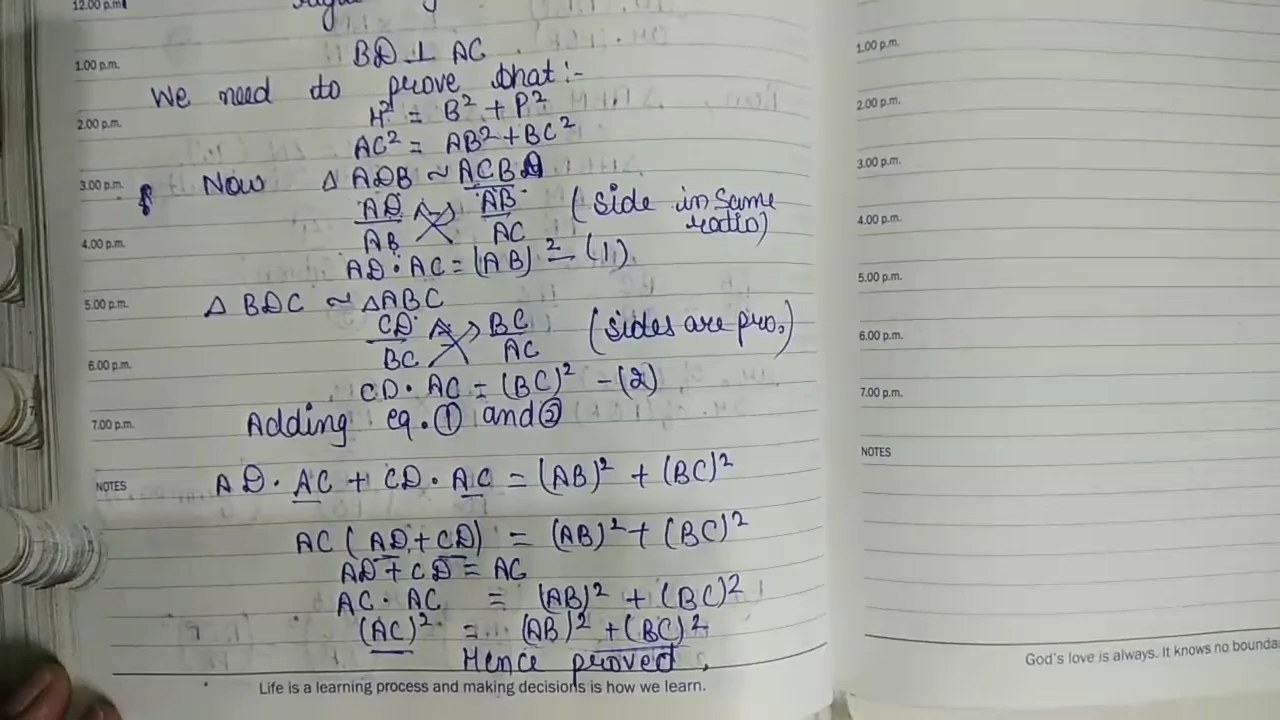 12.00 p.m
BD ⊥ AC
1.00 p.m.
We need to prove that:-
H² = B² + P²
2.00 p.m.
AC² = AB² + BC²
3.00 p.m.
Now △ ADB ~ ACB
AD/AB = AB/AC (side in same ratio)
4.00 p.m.
AD·AC = (AB)² - (1)
5.00 p.m.
△ BDC ~ △ABC
CD/BC = BC/AC (sides are pro.)
6.00 p.m.
CD·AC = (BC)² - (2)
7.00 p.m.
Adding eq. ① and ②
NOTES
AD·AC + CD·AC = (AB)² + (BC)²
AC (AD + CD) = (AB)² + (BC)²
AD + CD = AC
AC·AC = (AB)² + (BC)²
(AC)² = (AB)² + (BC)²
Hence proved,
Life is a learning process and making decisions is how we learn.
1.00 p.m.
2.00 p.m.
3.00 p.m.
4.00 p.m.
5.00 p.m.
6.00 p.m.
7.00 p.m.
NOTES
God's love is always. It knows no bounda